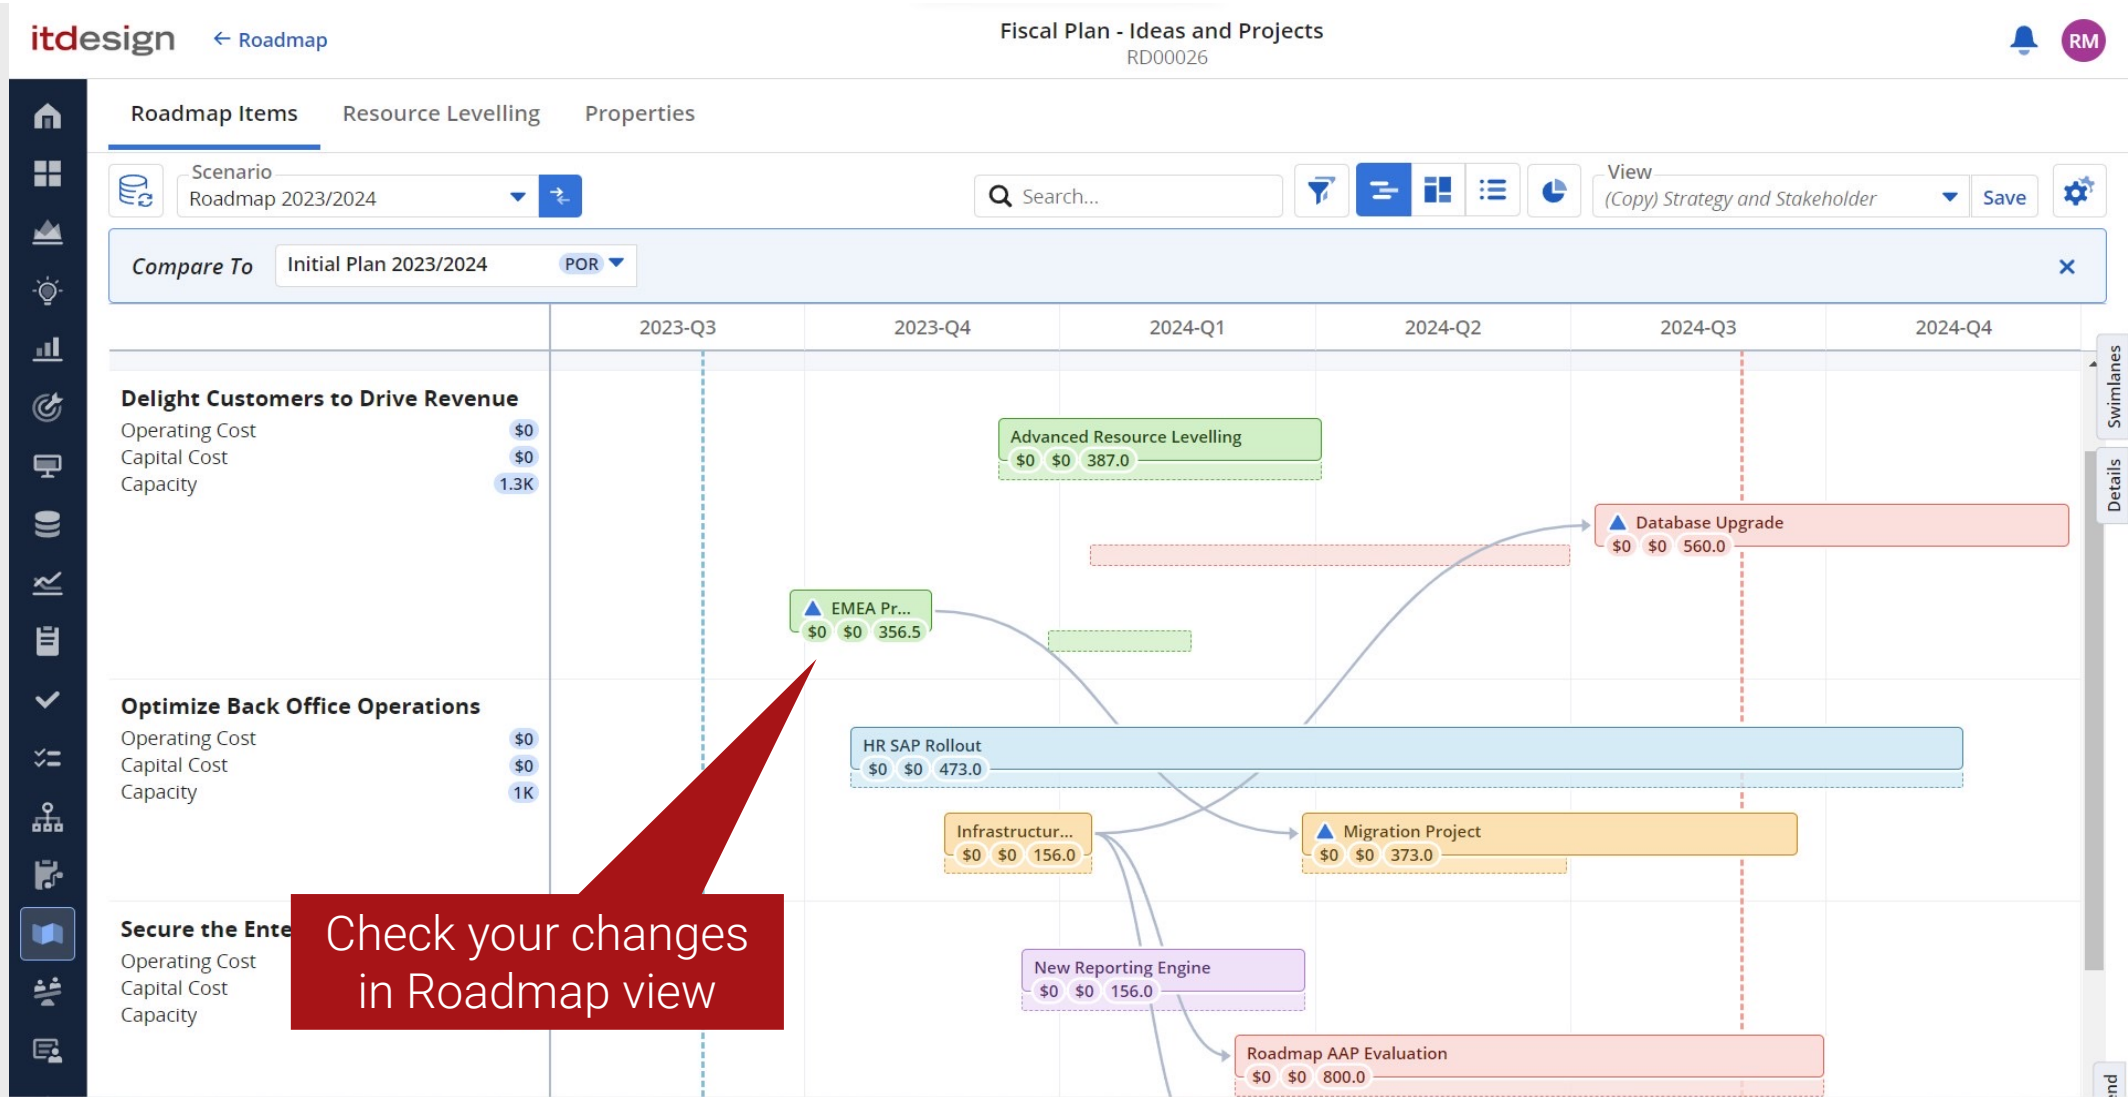 itdesign
← Roadmap
Fiscal Plan - Ideas and Projects
RD00026
RM
Roadmap Items
Resource Levelling
Properties
Scenario
Roadmap 2023/2024
Search...
View
(Copy) Strategy and Stakeholder
Save
Compare To
Initial Plan 2023/2024
POR
2023-Q3
2023-Q4
2024-Q1
2024-Q2
2024-Q3
2024-Q4
Swimlanes
Details
Delight Customers to Drive Revenue
Operating Cost $0
Capital Cost $0
Capacity 1.3K
Advanced Resource Levelling
$0 $0 387.0
Database Upgrade
$0 $0 560.0
EMEA Pr...
$0 $0 356.5
Optimize Back Office Operations
Operating Cost $0
Capital Cost $0
Capacity 1K
HR SAP Rollout
$0 $0 473.0
Infrastructur...
$0 $0 156.0
Migration Project
$0 $0 373.0
Check your changes
in Roadmap view
Secure the Ente
Operating Cost
Capital Cost
Capacity
New Reporting Engine
$0 $0 156.0
Roadmap AAP Evaluation
$0 $0 800.0